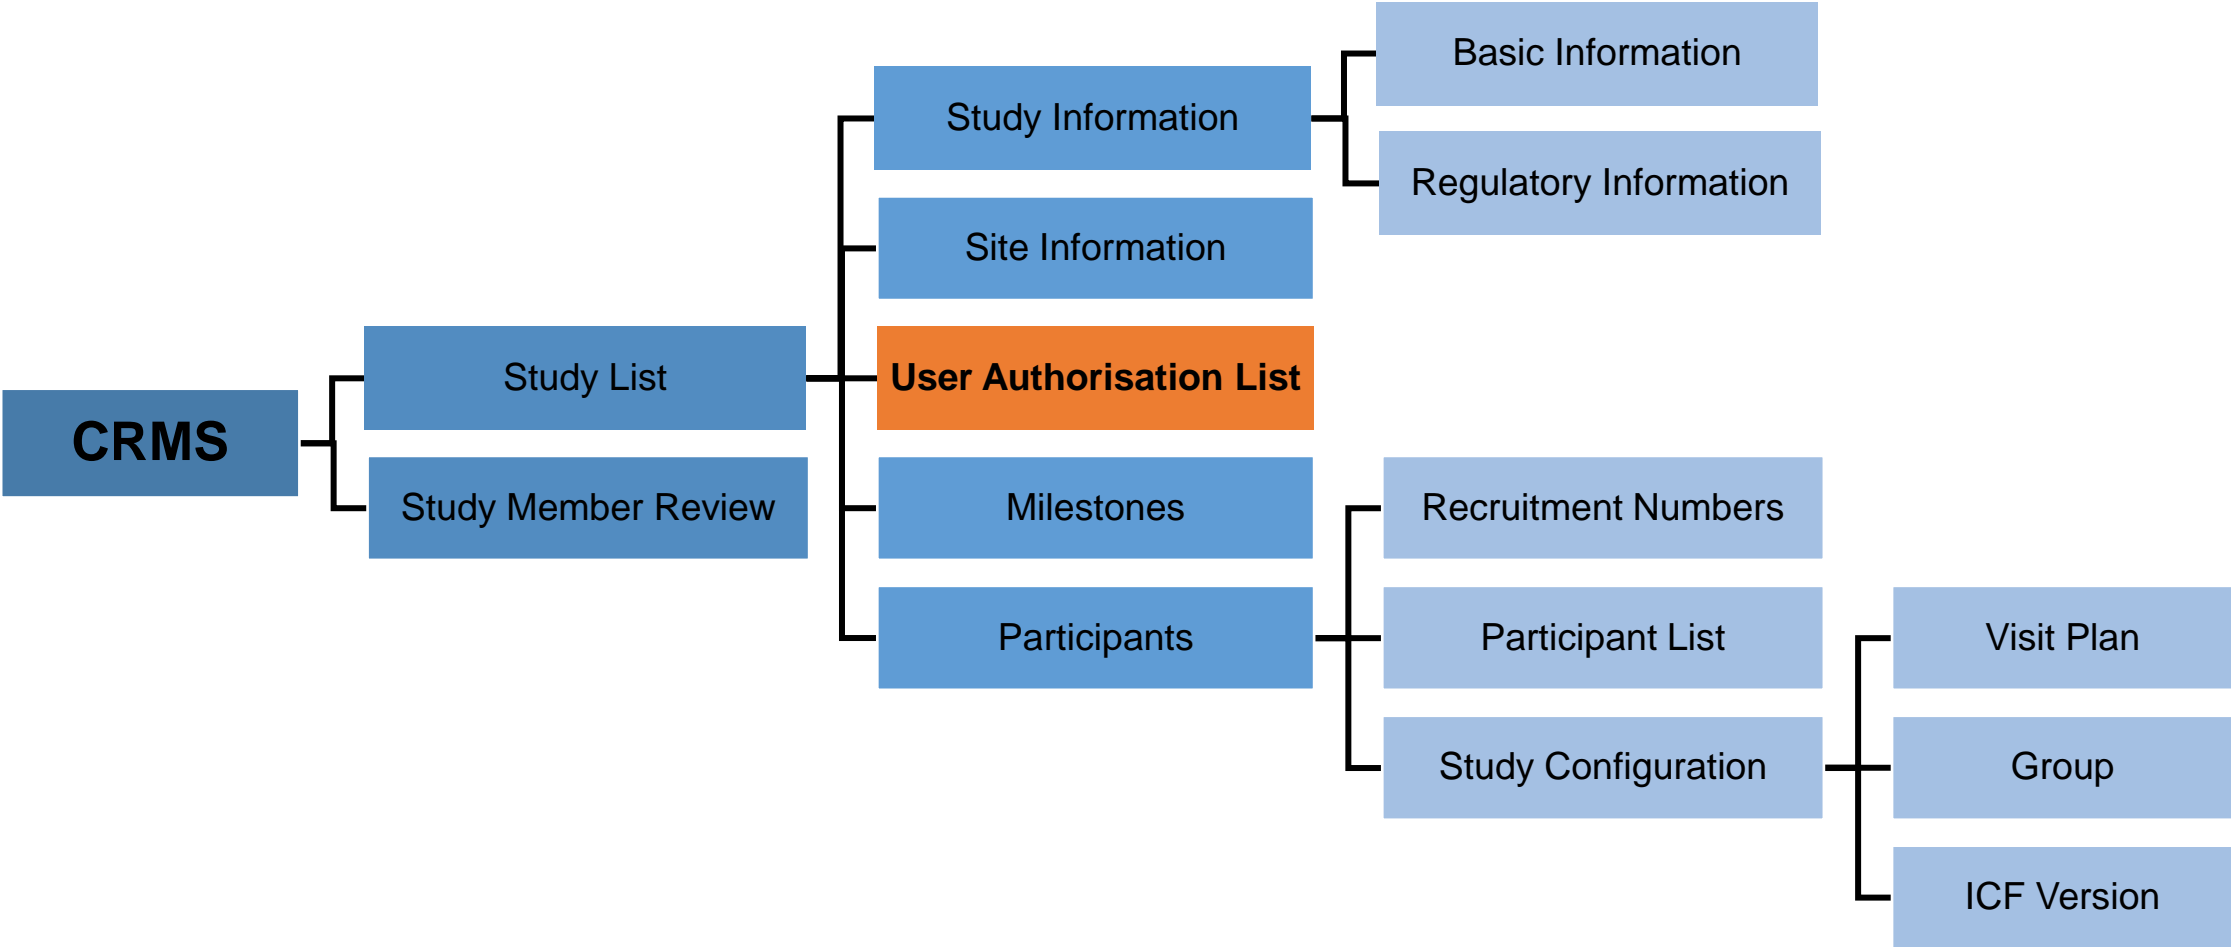 CRMS
Study List
Study Member Review
Study Information
Site Information
User Authorisation List
Milestones
Participants
Basic Information
Regulatory Information
Recruitment Numbers
Participant List
Study Configuration
Visit Plan
Group
ICF Version